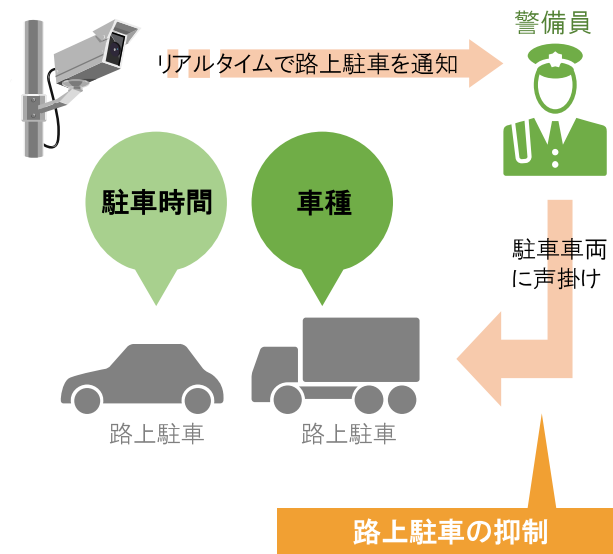 警備員
リアルタイムで路上駐車を通知
駐車時間
車種
駐車車両
に声掛け
路上駐車
路上駐車
路上駐車の抑制